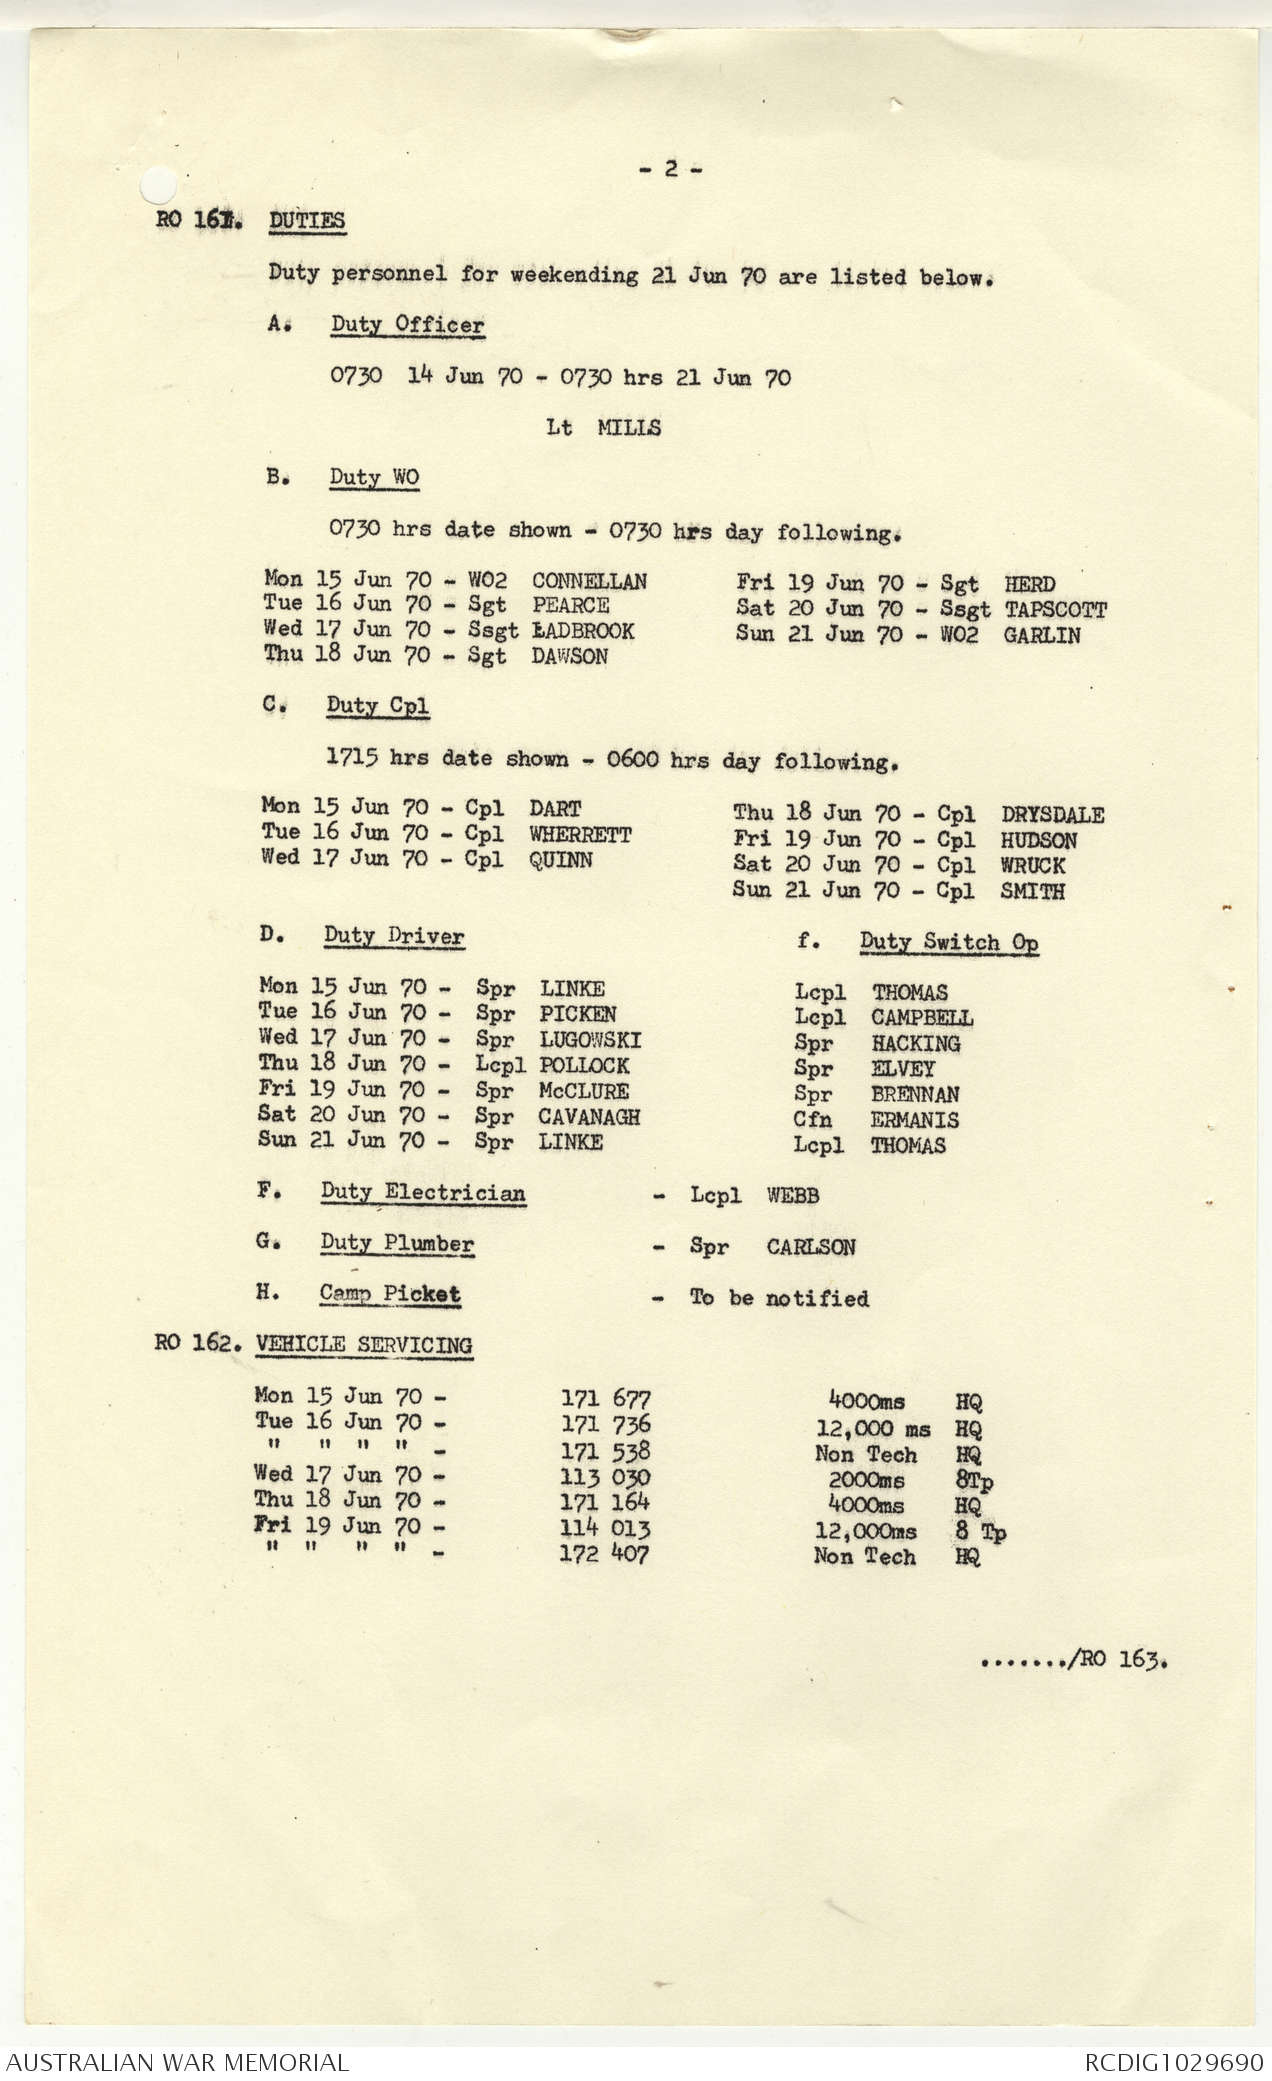 - 2 -
RO 161. DUTIES
Duty personnel for weekending 21 Jun 70 are listed below.
A. Duty Officer
0730 14 Jun 70 - 0730 hrs 21 Jun 70
Lt MILLS
B. Duty WO
0730 hrs date shown - 0730 hrs day following.
Mon 15 Jun 70 - WO2 CONNELLAN Fri 19 Jun 70 - Sgt HERD
Tue 16 Jun 70 - Sgt PEARCE Sat 20 Jun 70 - Ssgt TAPSCOTT
Wed 17 Jun 70 - Ssgt LADBROOK Sun 21 Jun 70 - WO2 GARLIN
Thu 18 Jun 70 - Sgt DAWSON
C. Duty Cpl
1715 hrs date shown - 0600 hrs day following.
Mon 15 Jun 70 - Cpl DART Thu 18 Jun 70 - Cpl DRYSDALE
Tue 16 Jun 70 - Cpl WHERRETT Fri 19 Jun 70 - Cpl HUDSON
Wed 17 Jun 70 - Cpl QUINN Sat 20 Jun 70 - Cpl WRUCK
Sun 21 Jun 70 - Cpl SMITH
D. Duty Driver f. Duty Switch Op
Mon 15 Jun 70 - Spr LINKE Lcpl THOMAS
Tue 16 Jun 70 - Spr PICKEN Lcpl CAMPBELL
Wed 17 Jun 70 - Spr LUGOWSKI Spr HACKING
Thu 18 Jun 70 - Lcpl POLLOCK Spr ELVEY
Fri 19 Jun 70 - Spr McCLURE Spr BRENNAN
Sat 20 Jun 70 - Spr CAVANAGH Cfn ERMANIS
Sun 21 Jun 70 - Spr LINKE Lcpl THOMAS
F. Duty Electrician - Lcpl WEBB
G. Duty Plumber - Spr CARLSON
H. Camp Picket - To be notified
RO 162. VEHICLE SERVICING
Mon 15 Jun 70 - 171 677 4000ms HQ
Tue 16 Jun 70 - 171 736 12,000 ms HQ
" " " " - 171 538 Non Tech HQ
Wed 17 Jun 70 - 113 030 2000ms 8Tp
Thu 18 Jun 70 - 171 164 4000ms HQ
Fri 19 Jun 70 - 114 013 12,000ms 8 Tp
" " " " - 172 407 Non Tech HQ
......./RO 163.
AUSTRALIAN WAR MEMORIAL RCDIG1029690